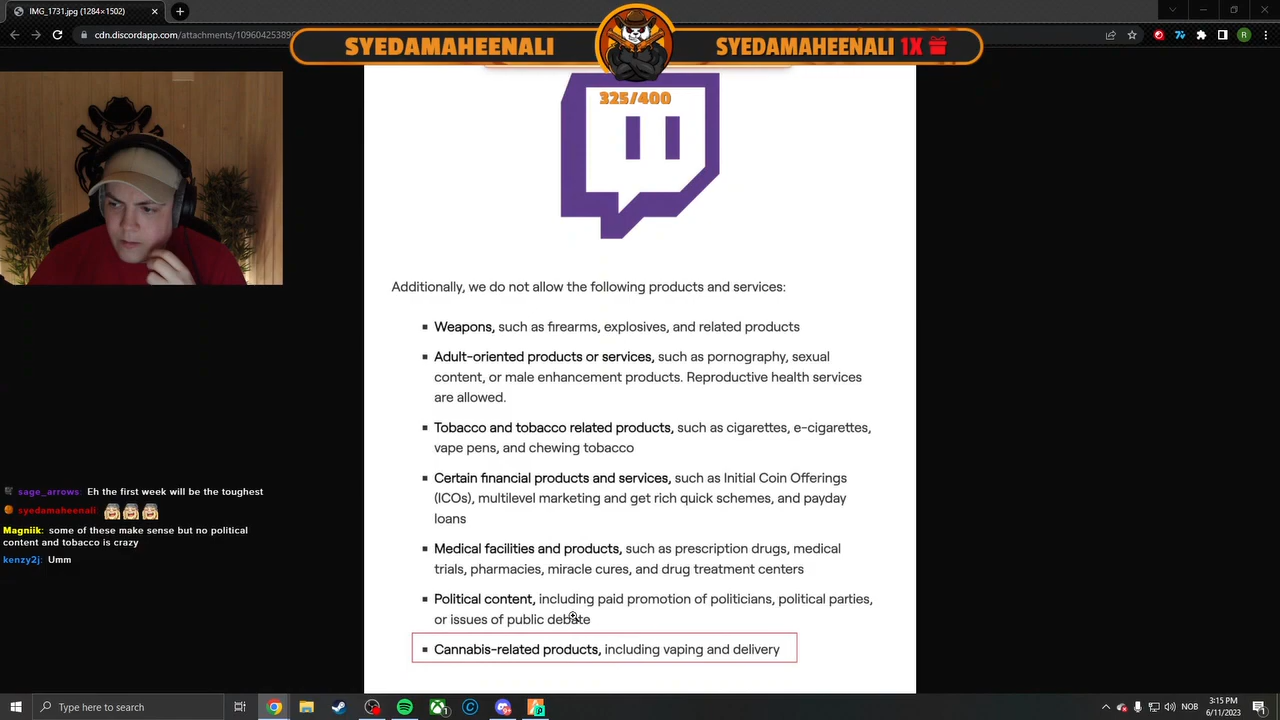 IMG_1731.jpg (1284×1502)
cdn.discordapp.com/attachments/1096042538
SYEDAMAHEENALI
SYEDAMAHEENALI 1X
325/400
Additionally, we do not allow the following products and services:
Weapons, such as firearms, explosives, and related products
Adult-oriented products or services, such as pornography, sexual
content, or male enhancement products. Reproductive health services
are allowed.
Tobacco and tobacco related products, such as cigarettes, e-cigarettes,
vape pens, and chewing tobacco
Certain financial products and services, such as Initial Coin Offerings
(ICOs), multilevel marketing and get rich quick schemes, and payday
loans
Medical facilities and products, such as prescription drugs, medical
trials, pharmacies, miracle cures, and drug treatment centers
Political content, including paid promotion of politicians, political parties,
or issues of public debate
Cannabis-related products, including vaping and delivery
sage_arrows: Eh the first week will be the toughest
syedamaheenali:
Magniik: some of these make sense but no political
content and tobacco is crazy
kenzy2j: Umm
Type here to search
NOR
3:15 PM
6/11/2023